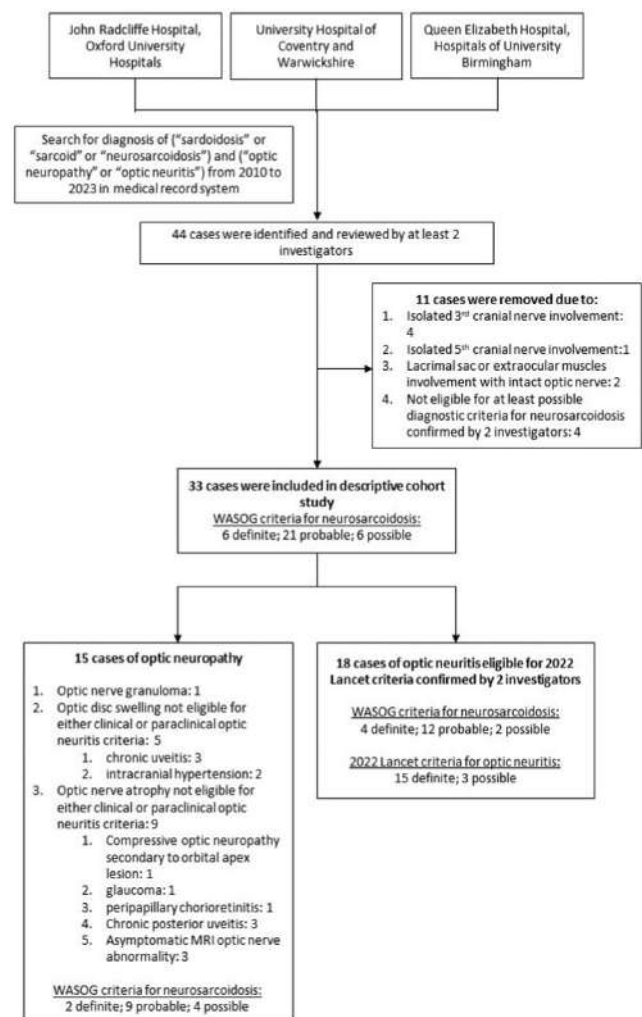 John Radcliffe Hospital,
Oxford University
Hospitals
University Hospital of
Coventry and
Warwickshire
Queen Elizabeth Hospital,
Hospitals of University
Birmingham
Search for diagnosis of ("sardoidosis" or
"sarcoid" or "neurosarcoidosis") and ("optic
neuropathy" or "optic neuritis") from 2010 to
2023 in medical record system
44 cases were identified and reviewed by at least 2
investigators
11 cases were removed due to:
1. Isolated 3rd cranial nerve involvement:
4
2. Isolated 5th cranial nerve involvement:1
3. Lacrimal sac or extraocular muscles
involvement with intact optic nerve: 2
4. Not eligible for at least possible
diagnostic criteria for neurosarcoidosis
confirmed by 2 investigators: 4
33 cases were included in descriptive cohort
study
WASOG criteria for neurosarcoidosis:
6 definite; 21 probable; 6 possible
15 cases of optic neuropathy
1. Optic nerve granuloma: 1
2. Optic disc swelling not eligible for
either clinical or paraclinical optic
neuritis criteria: 5
1. chronic uveitis: 3
2. intracranial hypertension: 2
3. Optic nerve atrophy not eligible for
either clinical or paraclinical optic
neuritis criteria: 9
1. Compressive optic neuropathy
secondary to orbital apex
lesion: 1
2. glaucoma: 1
3. peripapillary chorioretinitis: 1
4. Chronic posterior uveitis: 3
5. Asymptomatic MRI optic nerve
abnormality: 3
WASOG criteria for neurosarcoidosis:
2 definite; 9 probable; 4 possible
18 cases of optic neuritis eligible for 2022
Lancet criteria confirmed by 2 investigators
WASOG criteria for neurosarcoidosis:
4 definite; 12 probable; 2 possible
2022 Lancet criteria for optic neuritis:
15 definite; 3 possible